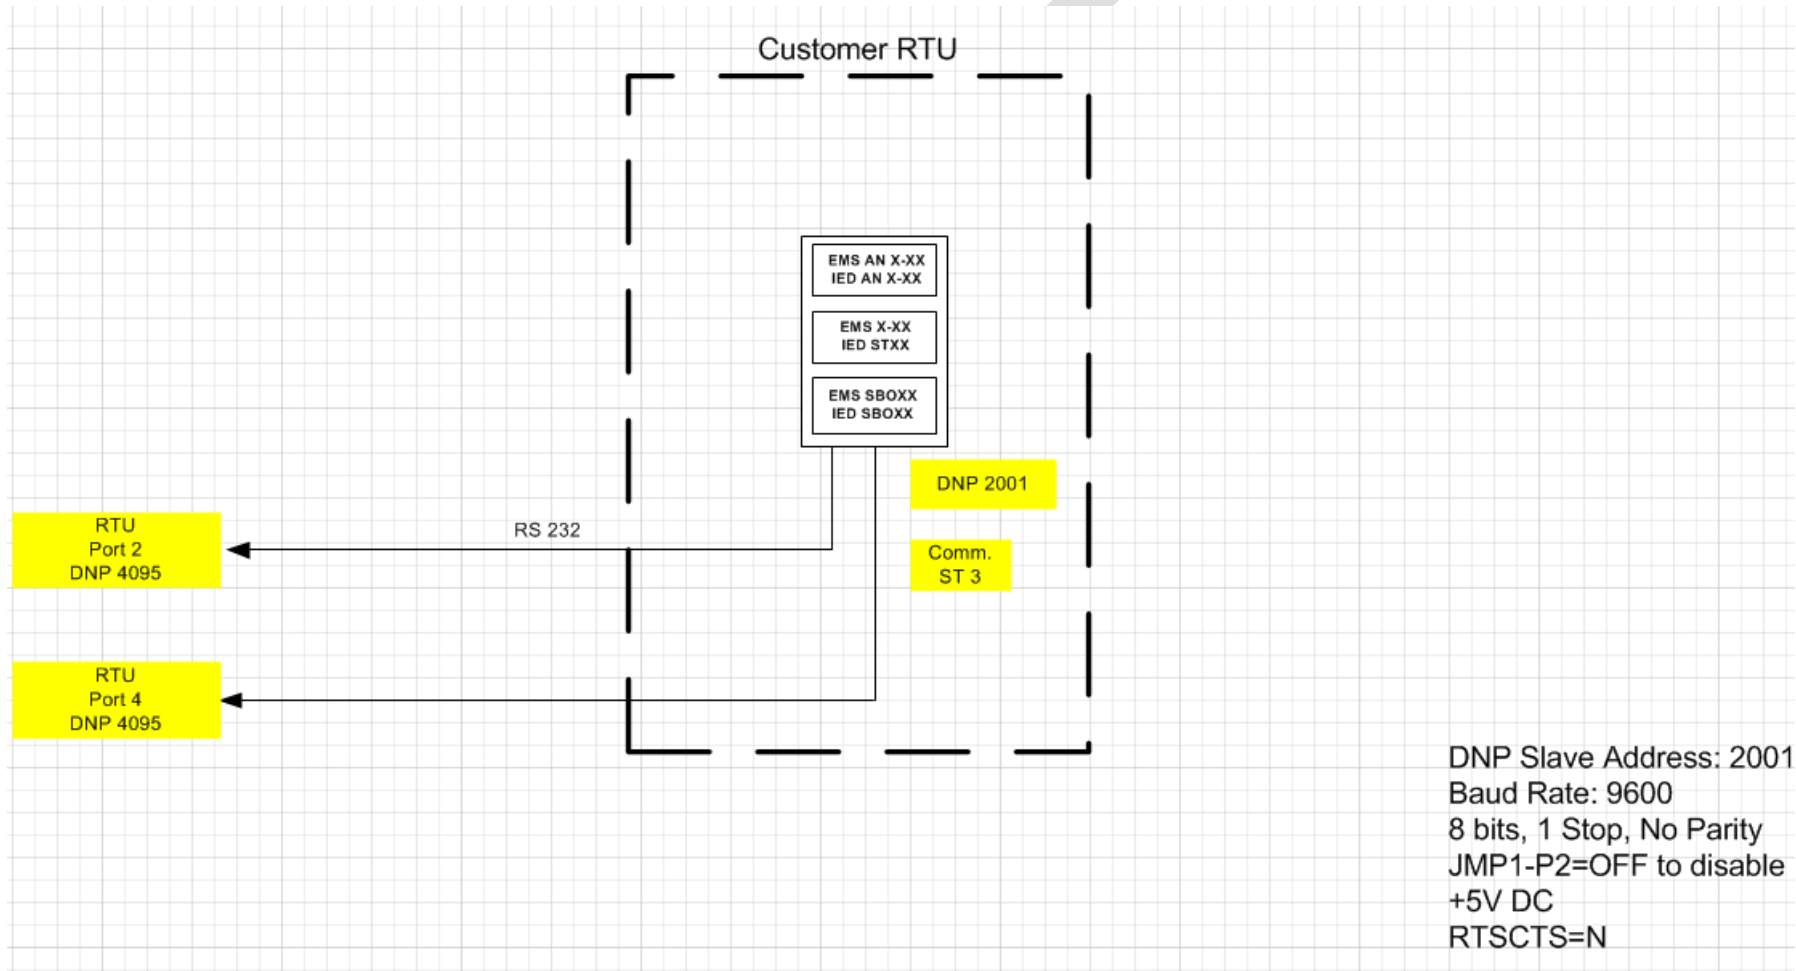 Customer RTU
EMS AN X-XX
IED AN X-XX
EMS X-XX
IED STXX
EMS SBOXX
IED SBOXX
DNP 2001
RS 232
RTU
Port 2
DNP 4095
Comm.
ST 3
RTU
Port 4
DNP 4095
DNP Slave Address: 2001
Baud Rate: 9600
8 bits, 1 Stop, No Parity
JMP1-P2=OFF to disable
+5V DC
RTSCTS=N